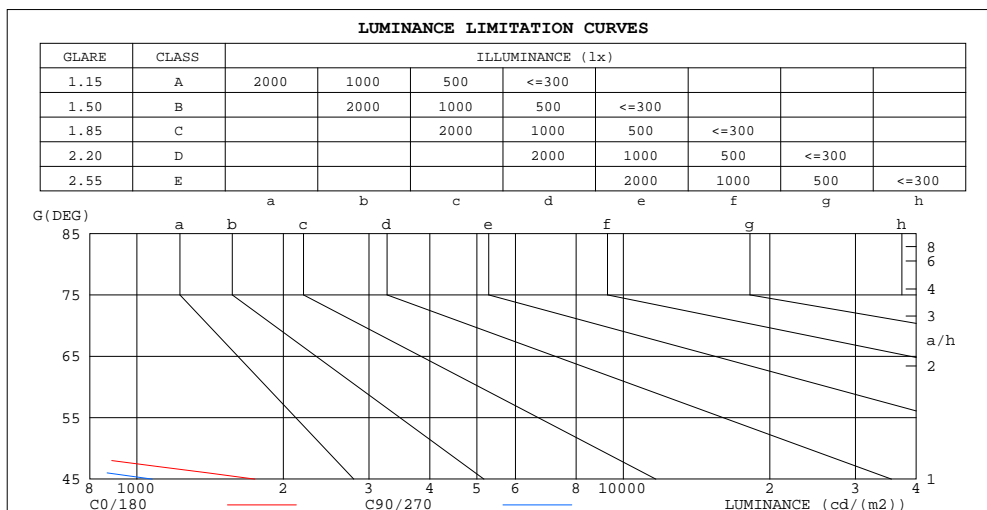 LUMINANCE LIMITATION CURVES
GLARE CLASS ILLUMINANCE (lx)
1.15 A 2000 1000 500 <=300
1.50 B 2000 1000 500 <=300
1.85 C 2000 1000 500 <=300
2.20 D 2000 1000 500 <=300
2.55 E 2000 1000 500 <=300
a b c d e f g h
G(DEG)
a b c d e f g h
85
8
6
75 4
3
a/h
65
2
55
45 1
8 1000 2 3 4 5 6 8 10000 2 3 4
C0/180 C90/270 LUMINANCE (cd/(m2))